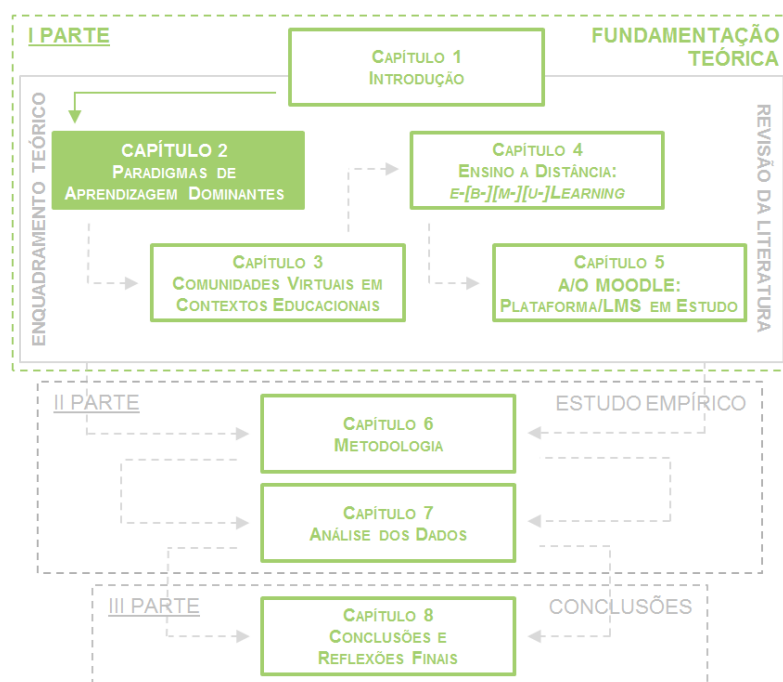 I PARTE
FUNDAMENTAÇÃO
TEÓRICA
CAPÍTULO 1
INTRODUÇÃO
ENQUADRAMENTO TEÓRICO
REVISÃO DA LITERATURA
CAPÍTULO 2
PARADIGMAS DE
APRENDIZAGEM DOMINANTES
CAPÍTULO 4
ENSINO A DISTÂNCIA:
E-[B-][M-][U-]LEARNING
CAPÍTULO 3
COMUNIDADES VIRTUAIS EM
CONTEXTOS EDUCACIONAIS
CAPÍTULO 5
A/O MOODLE:
PLATAFORMA/LMS EM ESTUDO
II PARTE
ESTUDO EMPÍRICO
CAPÍTULO 6
METODOLOGIA
CAPÍTULO 7
ANÁLISE DOS DADOS
III PARTE
CONCLUSÕES
CAPÍTULO 8
CONCLUSÕES E
REFLEXÕES FINAIS